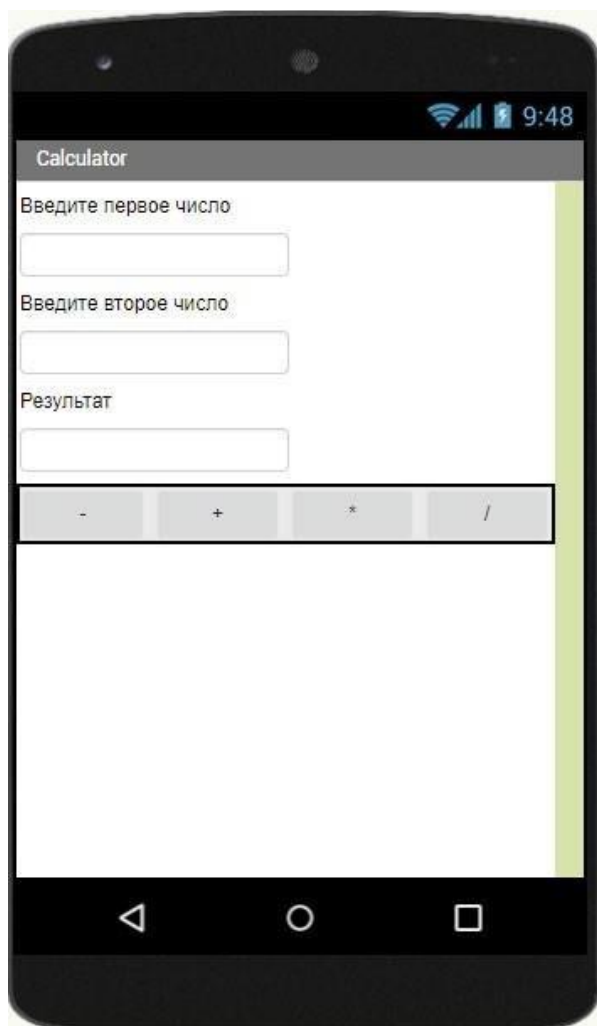 9:48
Calculator
Введите первое число
Введите второе число
Результат
- + * /